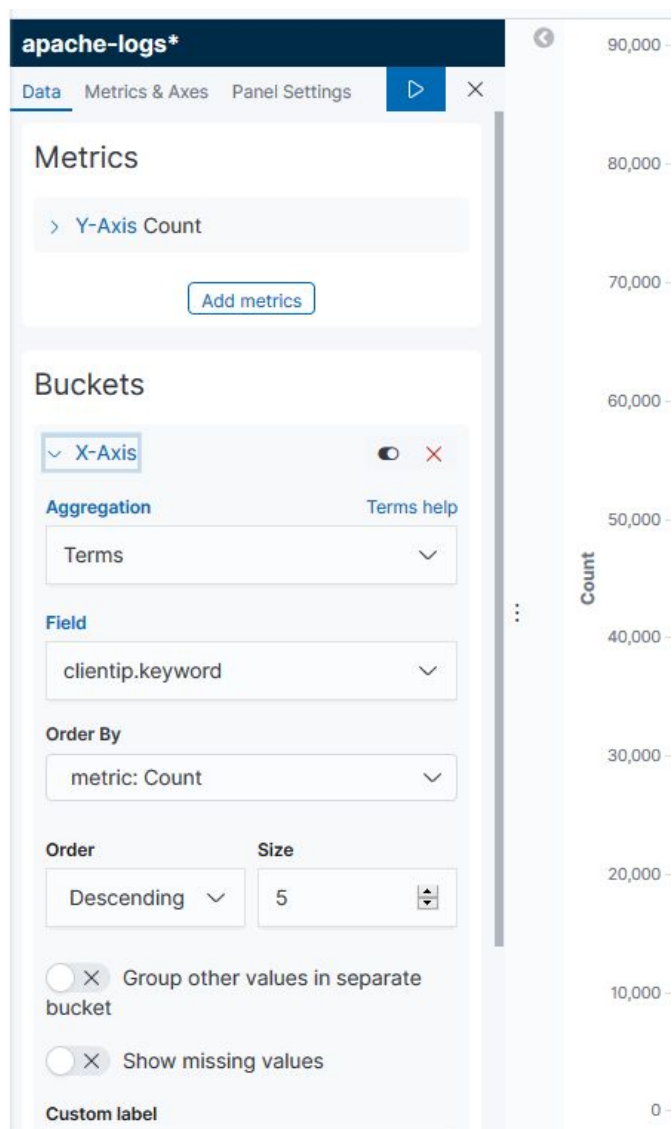 apache-logs*
Data Metrics & Axes Panel Settings
Metrics
Y-Axis Count
Add metrics
Buckets
X-Axis
Aggregation Terms help
Terms
Field
clientip.keyword
Order By
metric: Count
Order Size
Descending 5
Group other values in separate
bucket
Show missing values
Custom label
90,000
80,000
70,000
60,000
50,000
Count
40,000
30,000
20,000
10,000
0